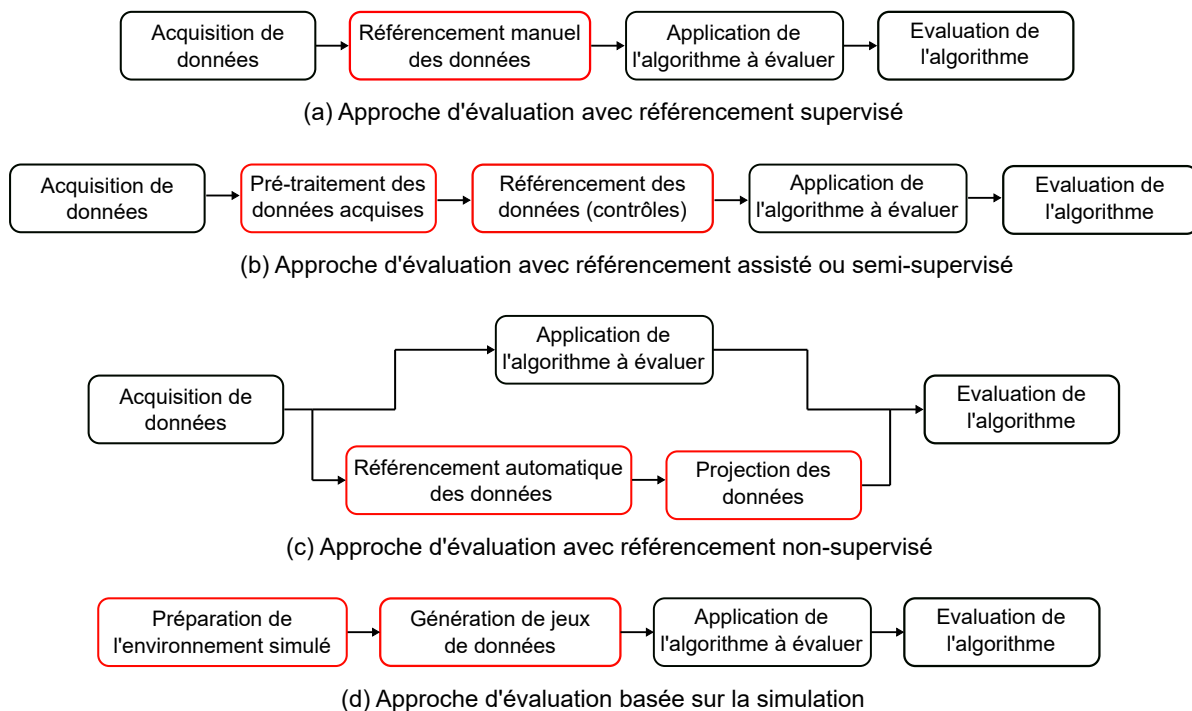 Acquisition de
données
Référencement manuel
des données
Application de
l'algorithme à évaluer
Evaluation de
l'algorithme
(a) Approche d'évaluation avec référencement supervisé
Acquisition de
données
Pré-traitement des
données acquises
Référencement des
données (contrôles)
Application de
l'algorithme à évaluer
Evaluation de
l'algorithme
(b) Approche d'évaluation avec référencement assisté ou semi-supervisé
Acquisition de
données
Application de
l'algorithme à évaluer
Référencement automatique
des données
Projection des
données
Evaluation de
l'algorithme
(c) Approche d'évaluation avec référencement non-supervisé
Préparation de
l'environnement simulé
Génération de jeux
de données
Application de
l'algorithme à évaluer
Evaluation de
l'algorithme
(d) Approche d'évaluation basée sur la simulation